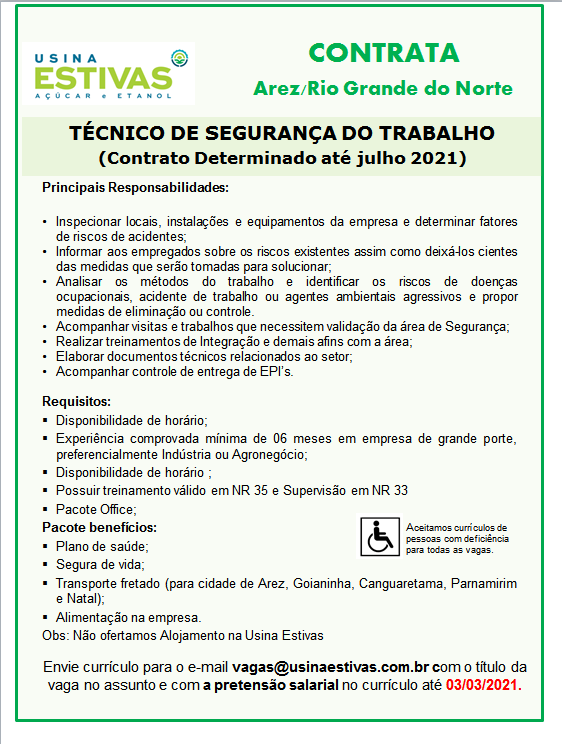 USINA
ESTIVAS
AÇÚCAR e ETANOL
CONTRATA
Arez/Rio Grande do Norte
TÉCNICO DE SEGURANÇA DO TRABALHO
(Contrato Determinado até julho 2021)
Principais Responsabilidades:
• Inspecionar locais, instalações e equipamentos da empresa e determinar fatores
de riscos de acidentes;
• Informar aos empregados sobre os riscos existentes assim como deixá-los cientes
das medidas que serão tomadas para solucionar;
• Analisar os métodos do trabalho e identificar os riscos de doenças
ocupacionais, acidente de trabalho ou agentes ambientais agressivos e propor
medidas de eliminação ou controle.
• Acompanhar visitas e trabalhos que necessitem validação da área de Segurança;
• Realizar treinamentos de Integração e demais afins com a área;
• Elaborar documentos técnicos relacionados ao setor;
• Acompanhar controle de entrega de EPI's.
Requisitos:
▪ Disponibilidade de horário;
▪ Experiência comprovada mínima de 06 meses em empresa de grande porte,
preferencialmente Indústria ou Agronegócio;
▪ Disponibilidade de horário ;
▪ Possuir treinamento válido em NR 35 e Supervisão em NR 33
▪ Pacote Office;
Pacote benefícios:
▪ Plano de saúde;
▪ Segura de vida;
▪ Transporte fretado (para cidade de Arez, Goianinha, Canguaretama, Parnamirim
e Natal);
▪ Alimentação na empresa.
Obs: Não ofertamos Alojamento na Usina Estivas
Aceitamos currículos de
pessoas com deficiência
para todas as vagas.
Envie currículo para o e-mail vagas@usinaestivas.com.br com o título da
vaga no assunto e com a pretensão salarial no currículo até 03/03/2021.